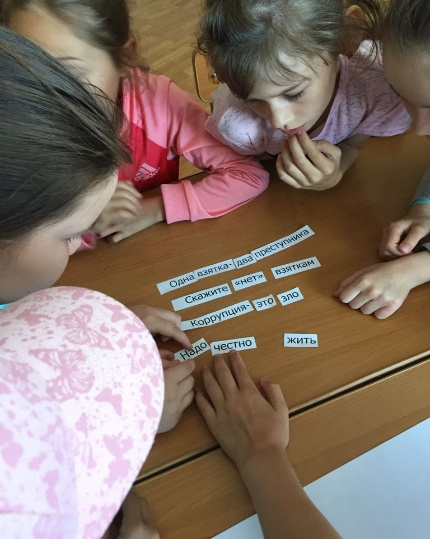 Одна взятка- два преступника
Скажите «нет» взяткам
Коррупция- это зло
Надо честно жить